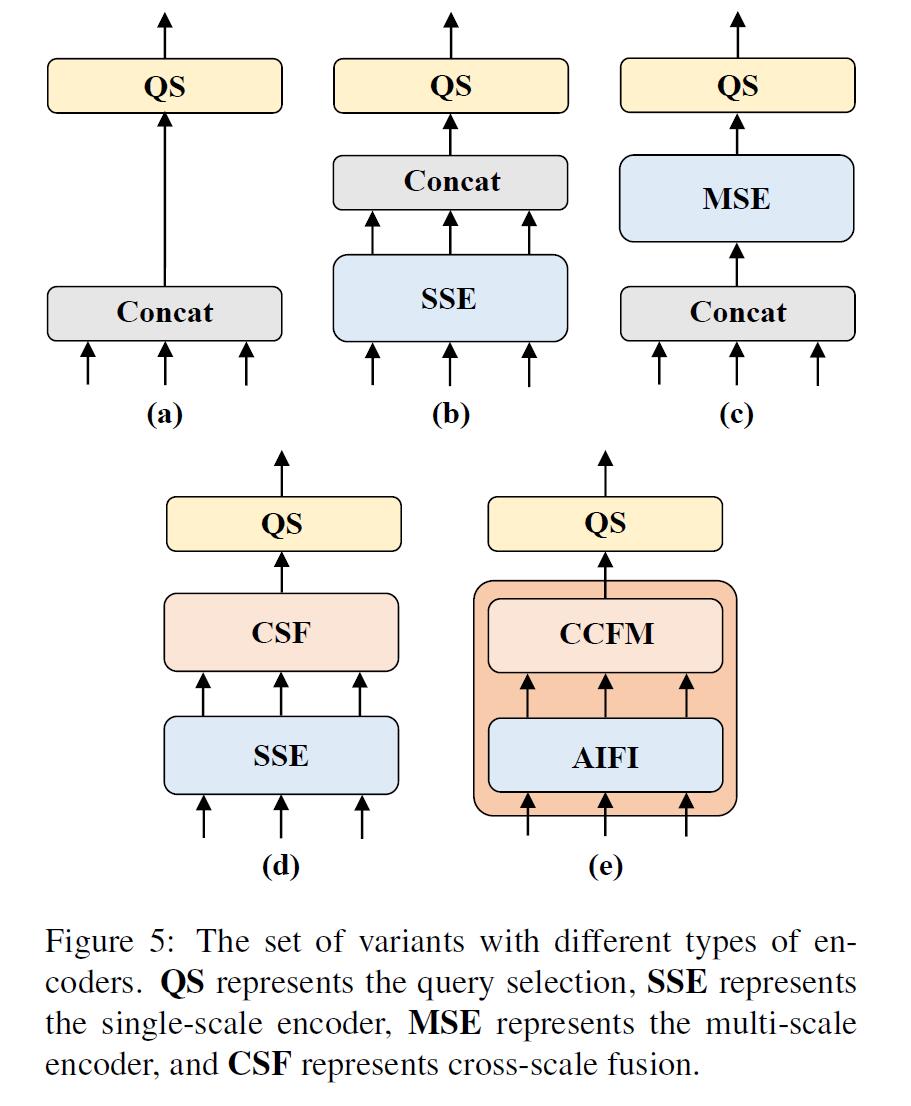 QS QS QS
Concat MSE
Concat SSE Concat
(a) (b) (c)
QS QS
CSF CCFM
SSE AIFI
(d) (e)
Figure 5: The set of variants with different types of en-
coders. QS represents the query selection, SSE represents
the single-scale encoder, MSE represents the multi-scale
encoder, and CSF represents cross-scale fusion.